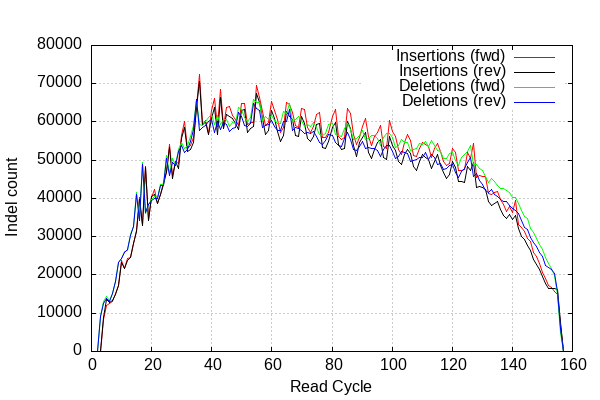 80000
70000
60000
50000
40000
30000
20000
10000
0
Indel count
Insertions (fwd)
Insertions (rev)
Deletions (fwd)
Deletions (rev)
0 20 40 60 80 100 120 140 160
Read Cycle